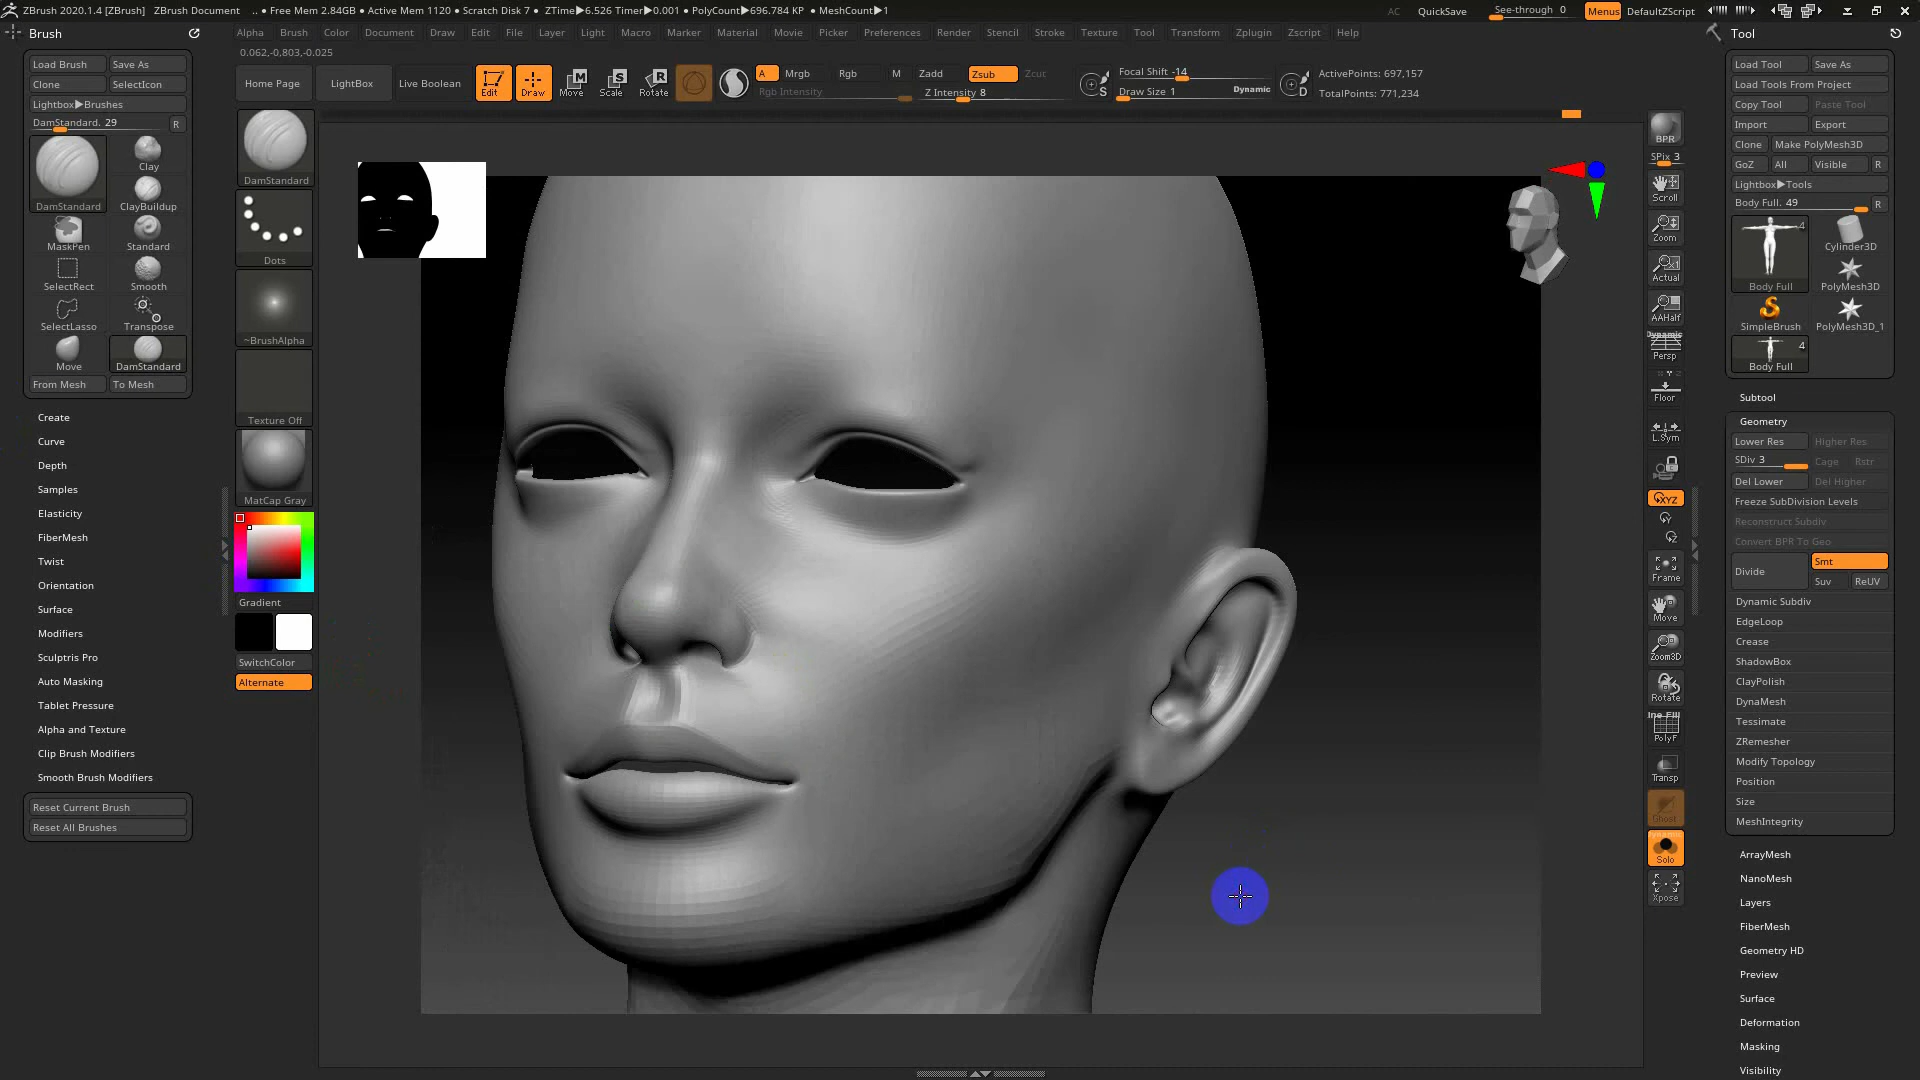 ZBrush 2020.1.4 [ZBrush] ZBrush Document .. • Free Mem 2.84GB • Active Mem 1120 • Scratch Disk 7 • ZTime▶6.526 Timer▶0.001 • PolyCount▶696.784 KP • MeshCount▶1 AC QuickSave See-through 0 Menus DefaultZScript
Brush
Alpha Brush Color Document Draw Edit File Layer Light Macro Marker Material Movie Picker Preferences Render Stencil Stroke Texture Tool Transform Zplugin Zscript Help
Tool
0.062,-0.803,-0.025
Load Brush Save As
Clone SelectIcon
Lightbox▶Brushes
DamStandard. 29 R
DamStandard
Clay
ClayBuildup
MaskPen Standard
SelectRect Smooth
SelectLasso Transpose
Move DamStandard
From Mesh To Mesh
Create
Curve
Depth
Samples
Elasticity
FiberMesh
Twist
Orientation
Surface
Modifiers
Sculptris Pro
Auto Masking
Tablet Pressure
Alpha and Texture
Clip Brush Modifiers
Smooth Brush Modifiers
Reset Current Brush
Reset All Brushes
Home Page LightBox Live Boolean Edit Draw Move Scale Rotate
A Mrgb Rgb M Zadd Zsub Zcut
Rgb Intensity Z Intensity 8
Focal Shift -14
Draw Size 1 Dynamic
ActivePoints: 697,157
TotalPoints: 771,234
DamStandard
Dots
~BrushAlpha
Texture Off
MatCap Gray
Gradient
SwitchColor
Alternate
BPR
SPix 3
Scroll
Zoom
Actual
AAHalf
Dynamic
Persp
Floor
L.Sym
XYZ
Frame
Move
Zoom3D
Rotate
Line Fill
PolyF
Transp
Ghost
Dynamic
Solo
Xpose
Load Tool Save As
Load Tools From Project
Copy Tool Paste Tool
Import Export
Clone Make PolyMesh3D
GoZ All Visible R
Lightbox▶Tools
Body Full. 49 R
4
Body Full
Cylinder3D
PolyMesh3D
SimpleBrush PolyMesh3D_1
4
Body Full
Subtool
Geometry
Lower Res Higher Res
SDiv 3 Cage Rstr
Del Lower Del Higher
Freeze SubDivision Levels
Reconstruct Subdiv
Convert BPR To Geo
Divide Smt
Suv ReUV
Dynamic Subdiv
EdgeLoop
Crease
ShadowBox
ClayPolish
DynaMesh
Tessimate
ZRemesher
Modify Topology
Position
Size
MeshIntegrity
ArrayMesh
NanoMesh
Layers
FiberMesh
Geometry HD
Preview
Surface
Deformation
Masking
Visibility